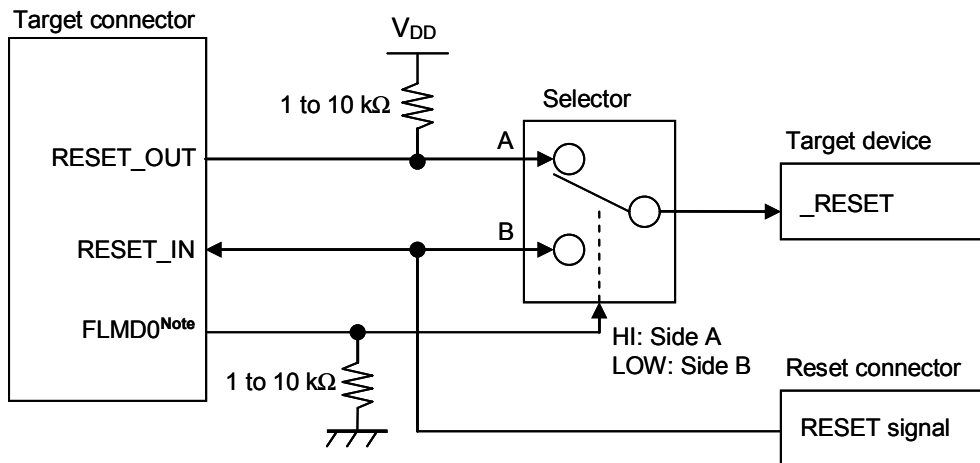 Target connector
VDD
1 to 10 kΩ
Selector
RESET_OUT
A
Target device
_RESET
RESET_IN
B
FLMD0Note
HI: Side A
LOW: Side B
1 to 10 kΩ
Reset connector
RESET signal